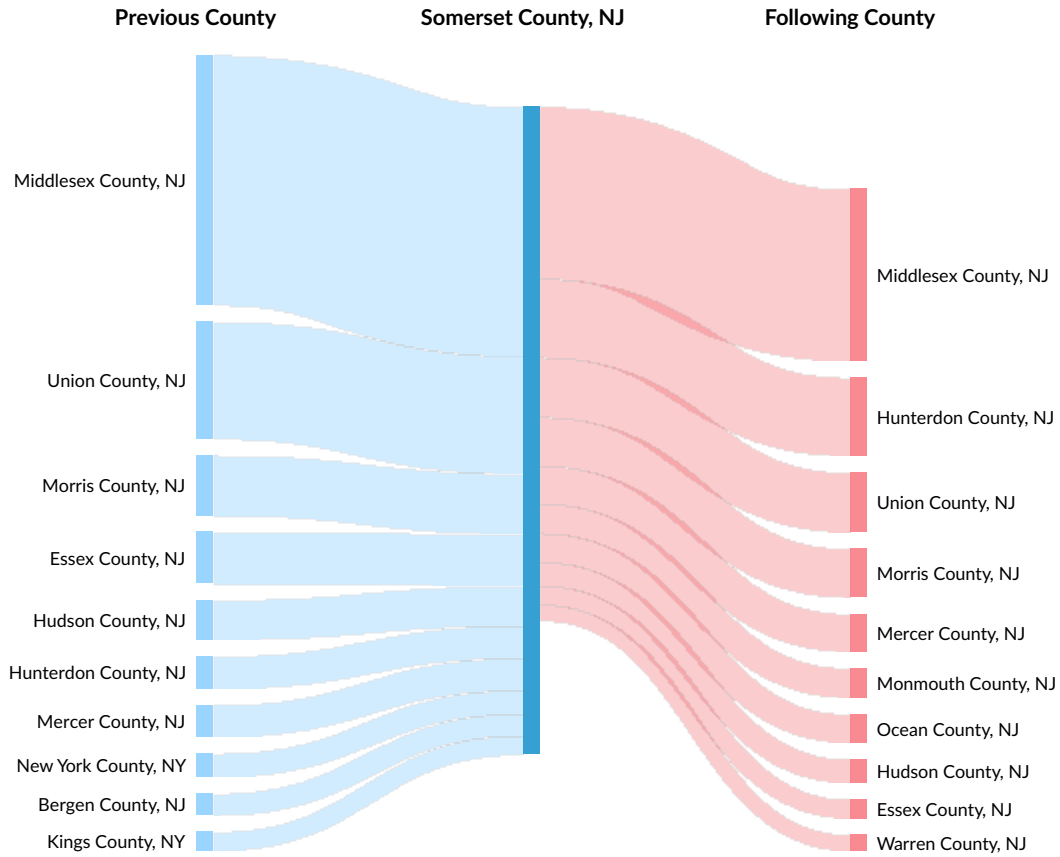 Previous County
Somerset County, NJ
Following County
Middlesex County, NJ
Union County, NJ
Morris County, NJ
Essex County, NJ
Hudson County, NJ
Hunterdon County, NJ
Mercer County, NJ
New York County, NY
Bergen County, NJ
Kings County, NY
Middlesex County, NJ
Hunterdon County, NJ
Union County, NJ
Morris County, NJ
Mercer County, NJ
Monmouth County, NJ
Ocean County, NJ
Hudson County, NJ
Essex County, NJ
Warren County, NJ